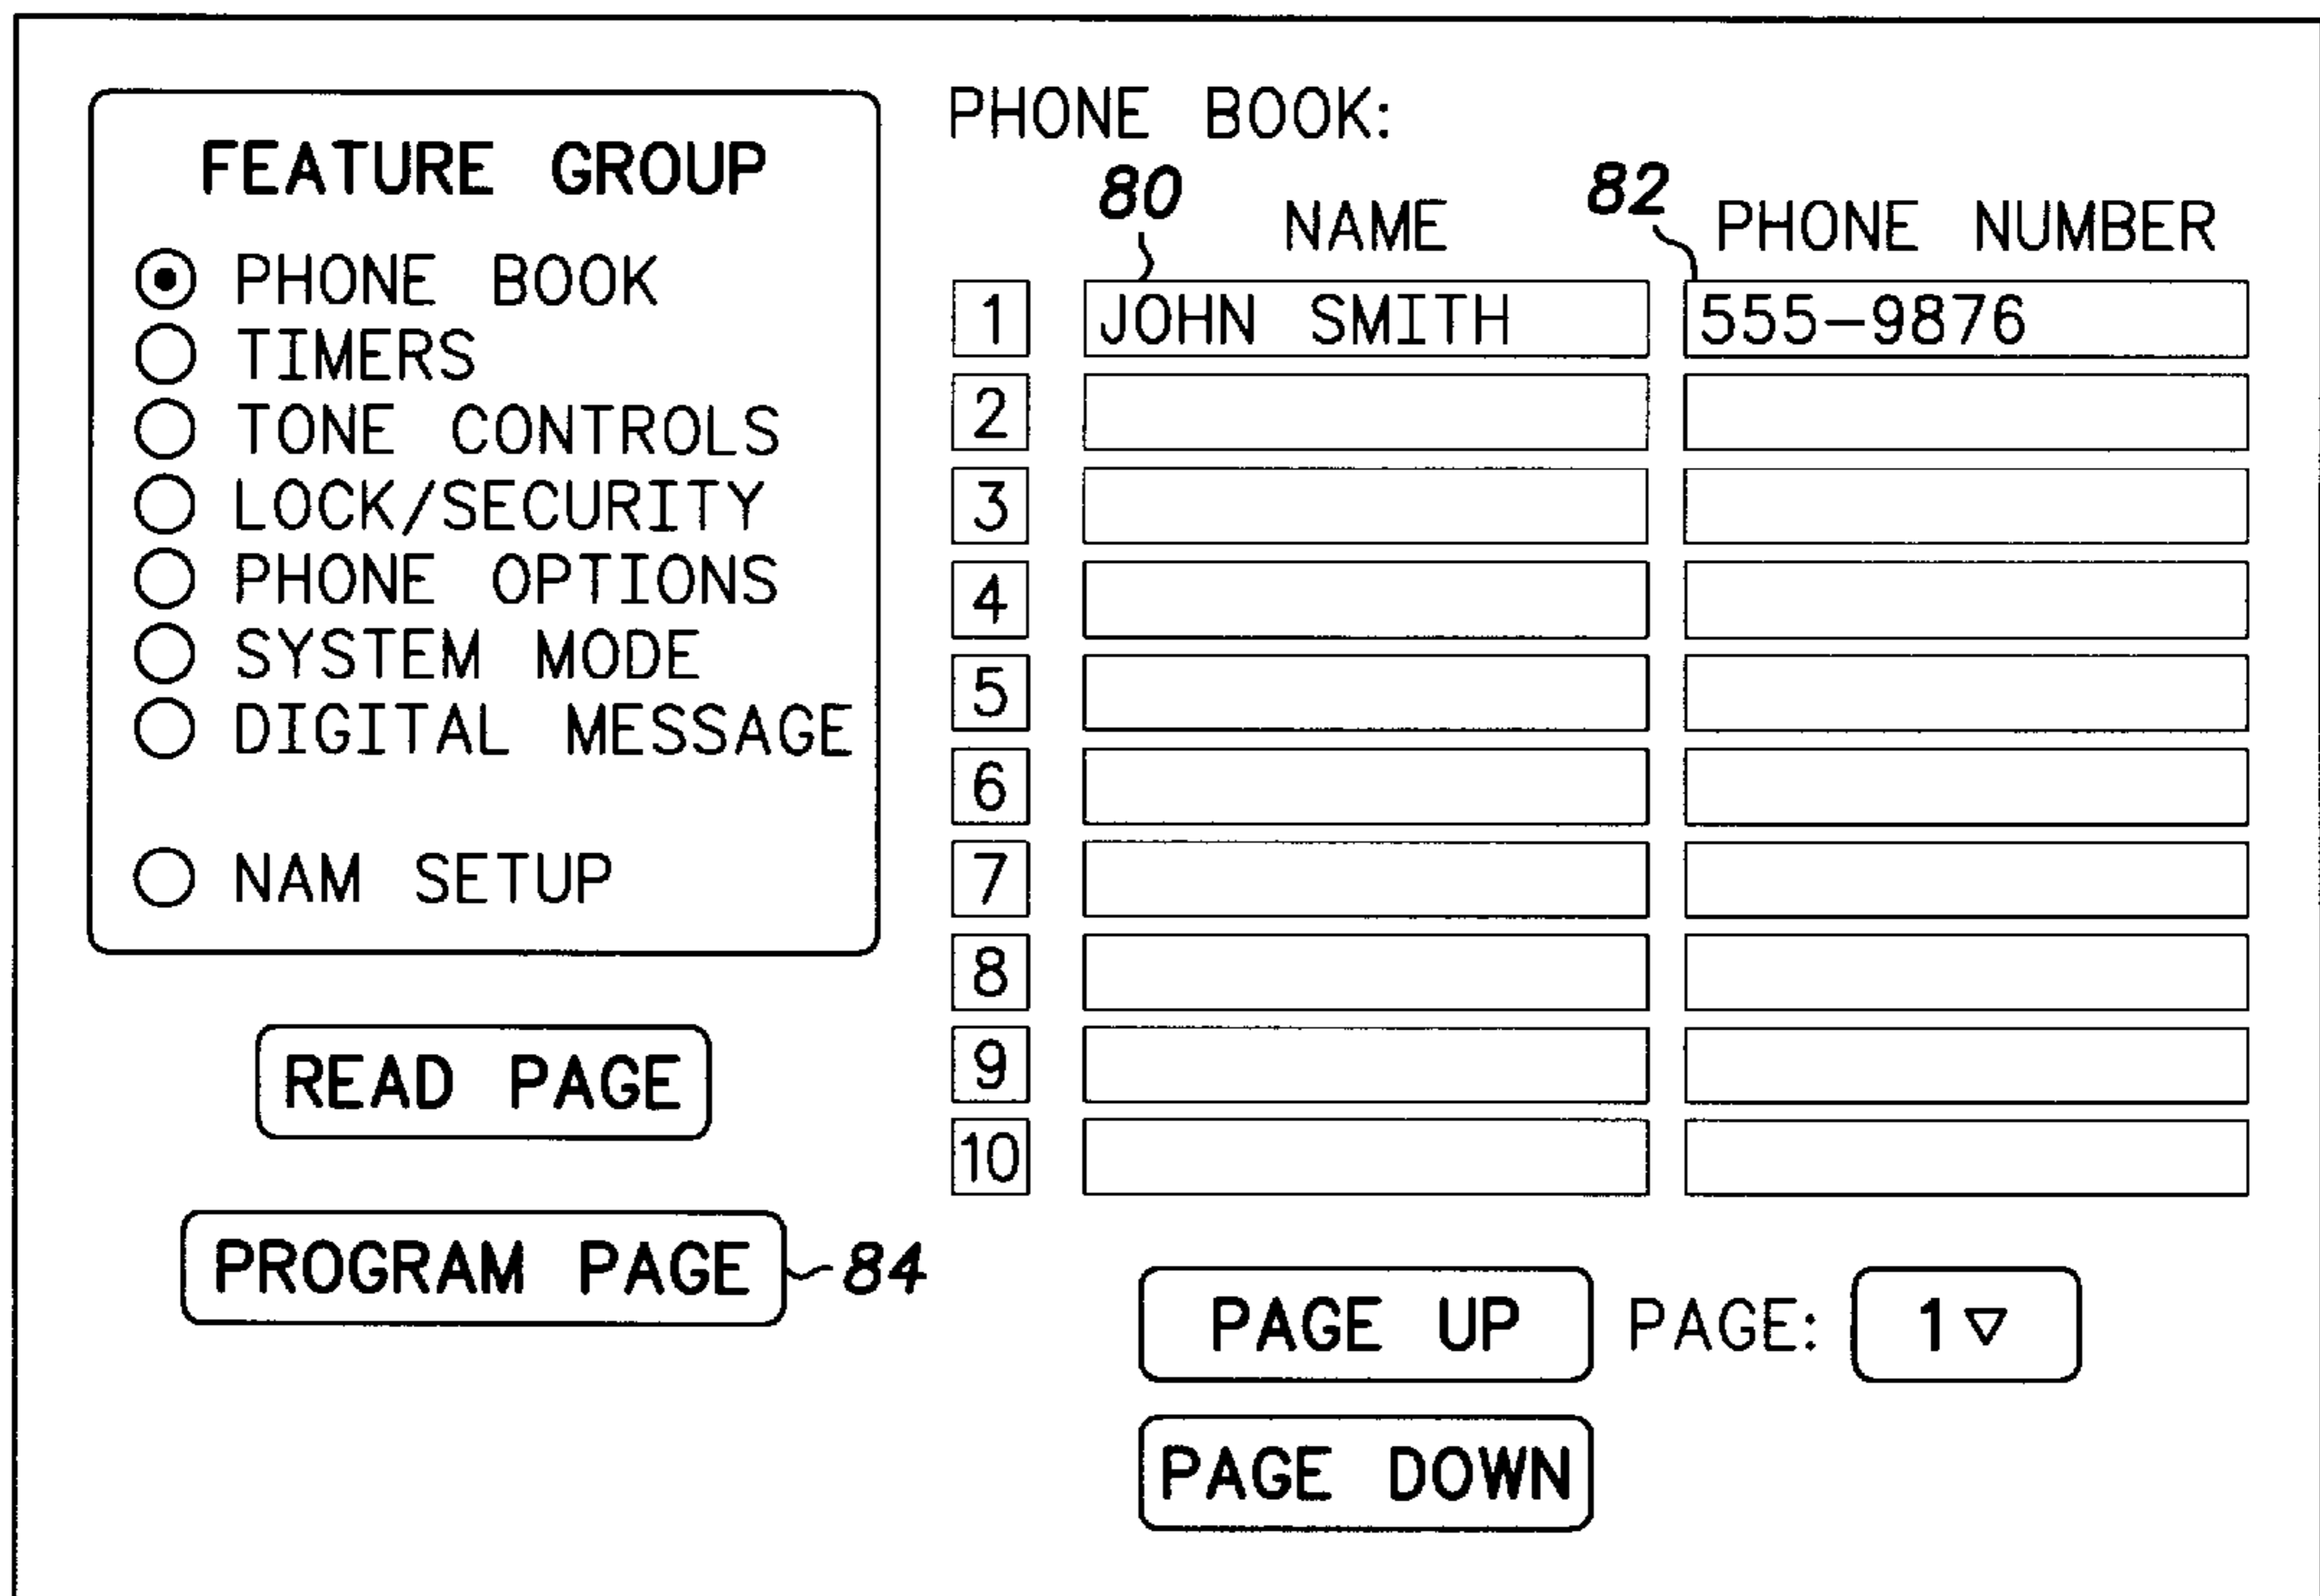 FEATURE GROUP
PHONE BOOK
TIMERS
TONE CONTROLS
LOCK/SECURITY
PHONE OPTIONS
SYSTEM MODE
DIGITAL MESSAGE
NAM SETUP
READ PAGE
PROGRAM PAGE 84
PHONE BOOK:
80 82
NAME PHONE NUMBER
1 JOHN SMITH 555-9876
2
3
4
5
6
7
8
9
10
PAGE UP PAGE: 1
PAGE DOWN